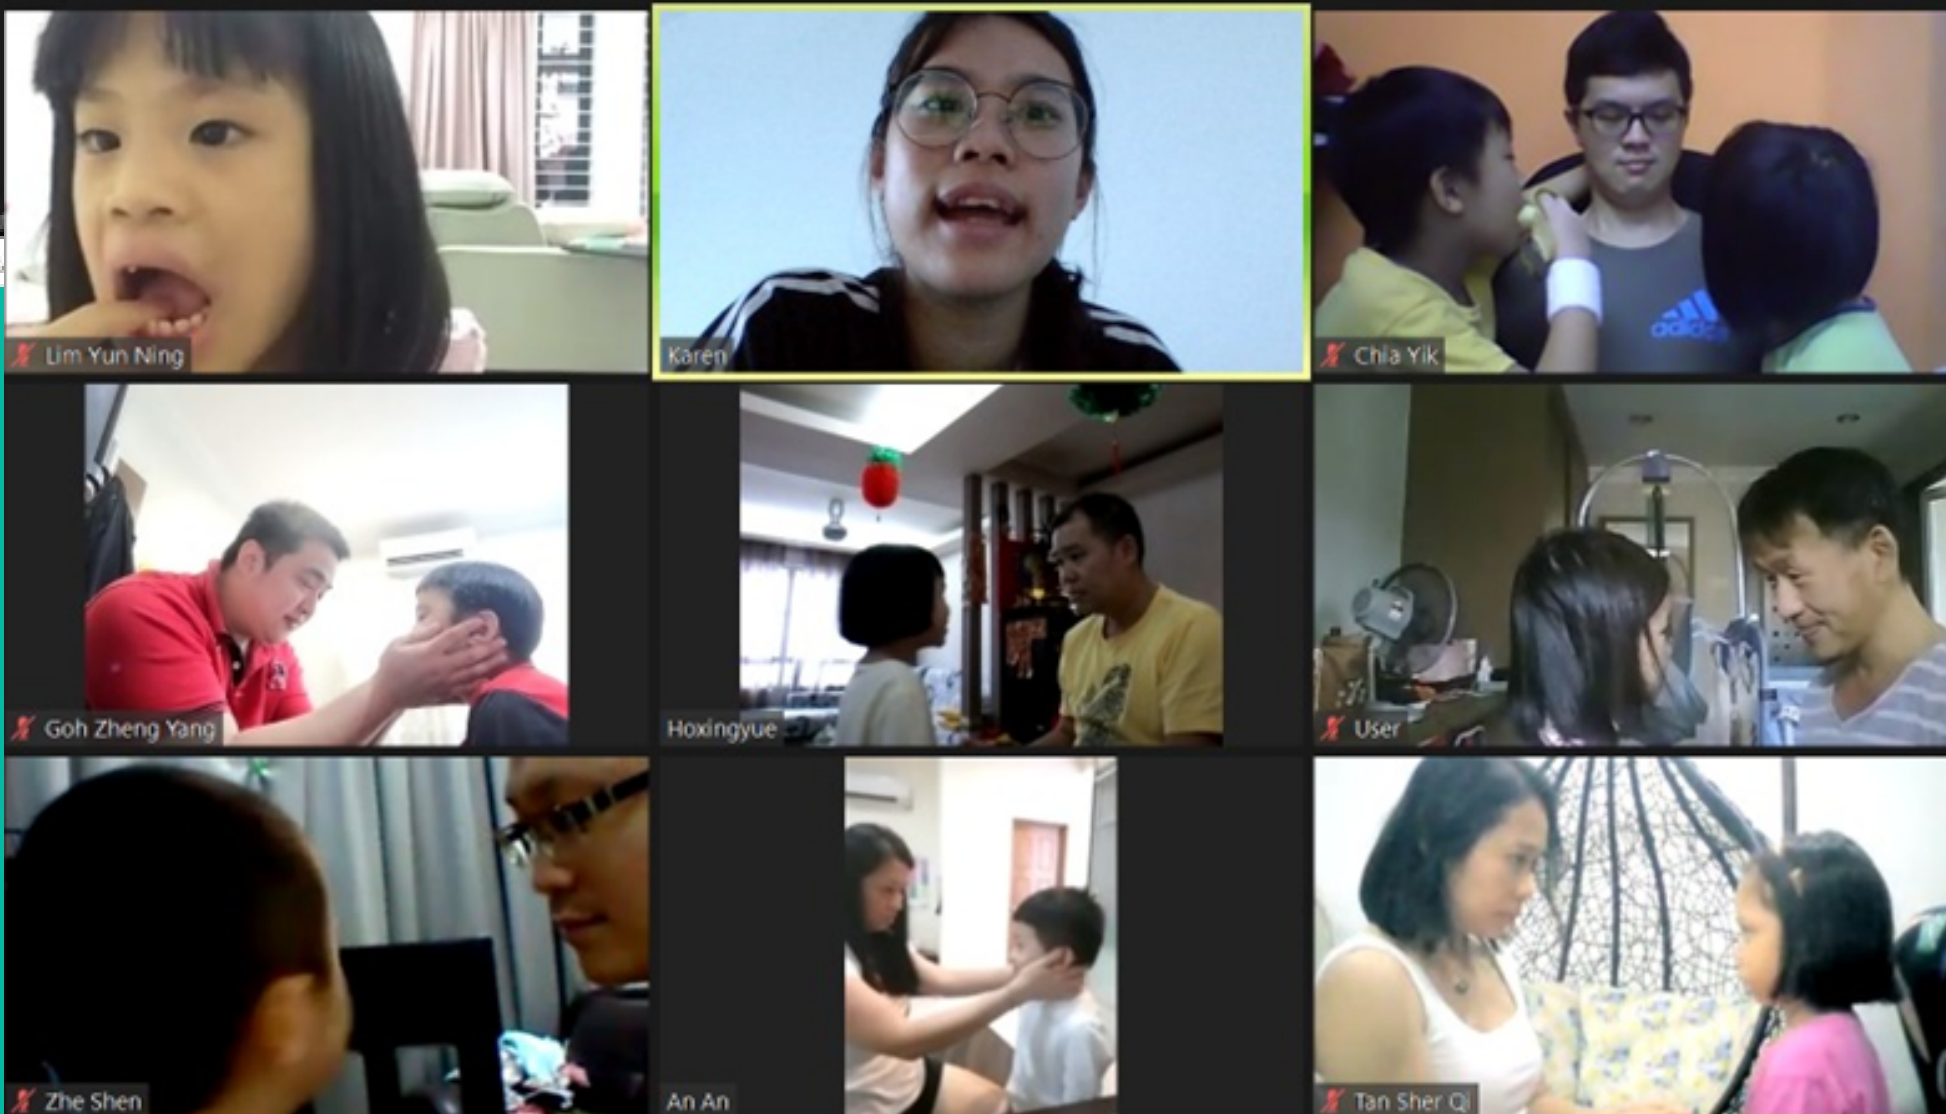 Lim Yun Ning
Karen
Chia Yik
adidas
Goh Zheng Yang
Hoxingyue
User
Zhe Shen
An An
Tan Sher Qi